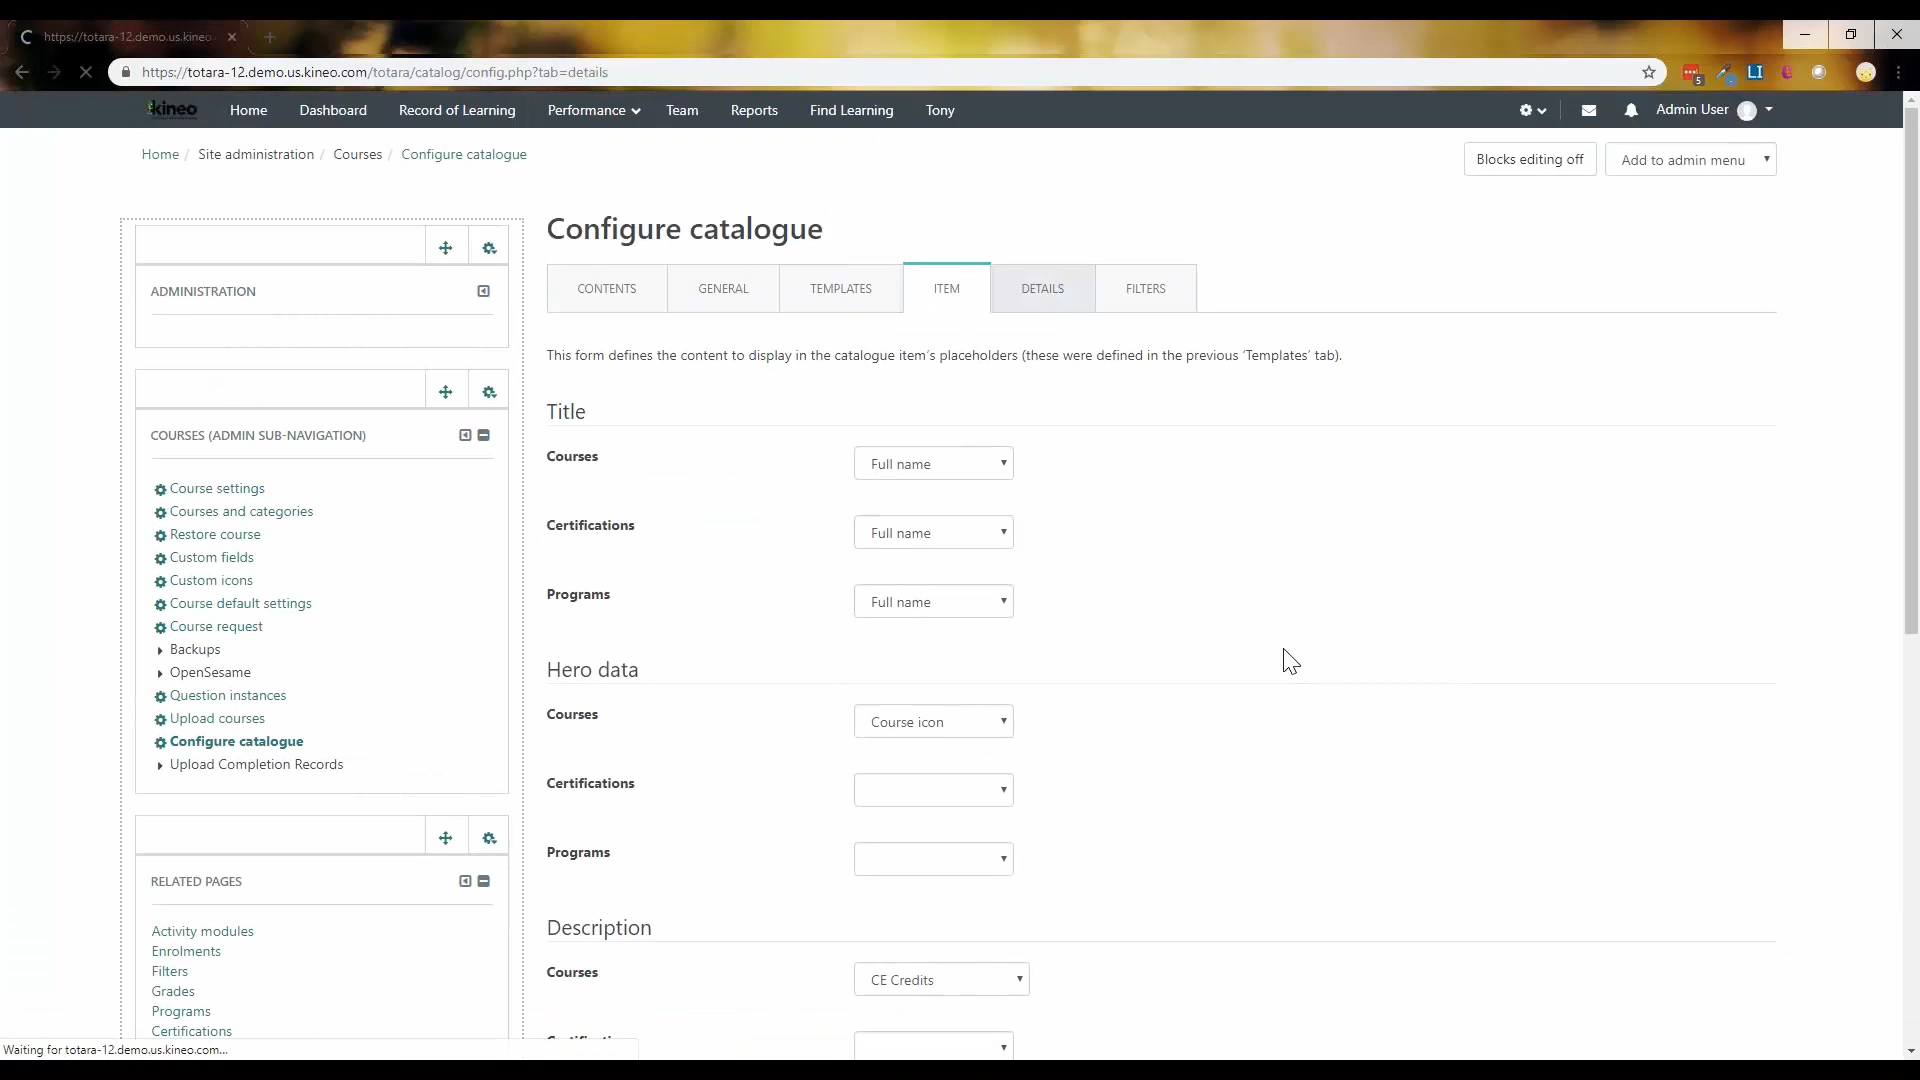 https://totara-12.demo.us.kineo
https://totara-12.demo.us.kineo.com/totara/catalog/config.php?tab=details
5
LI
kineo
Home
Dashboard
Record of Learning
Performance
Team
Reports
Find Learning
Tony
Admin User
Home / Site administration / Courses / Configure catalogue
Blocks editing off
Add to admin menu
ADMINISTRATION
COURSES (ADMIN SUB-NAVIGATION)
Course settings
Courses and categories
Restore course
Custom fields
Custom icons
Course default settings
Course request
Backups
OpenSesame
Question instances
Upload courses
Configure catalogue
Upload Completion Records
RELATED PAGES
Activity modules
Enrolments
Filters
Grades
Programs
Certifications
Configure catalogue
CONTENTS
GENERAL
TEMPLATES
ITEM
DETAILS
FILTERS
This form defines the content to display in the catalogue item's placeholders (these were defined in the previous 'Templates' tab).
Title
Courses
Full name
Certifications
Full name
Programs
Full name
Hero data
Courses
Course icon
Certifications
Programs
Description
Courses
CE Credits
Waiting for totara-12.demo.us.kineo.com...